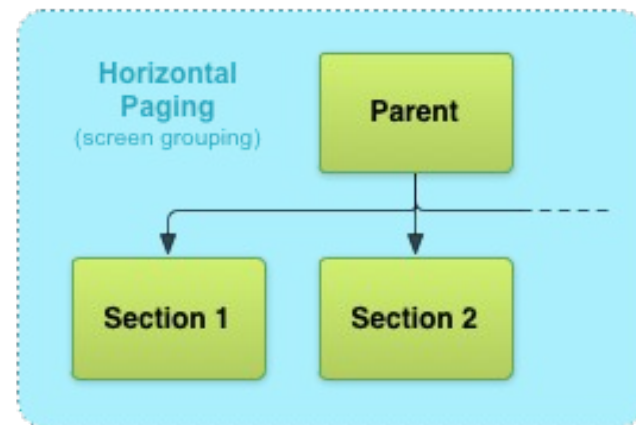 Horizontal
Paging
(screen grouping)
Parent
Section 1
Section 2